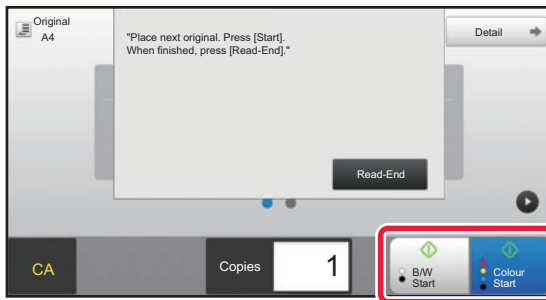 Original
A4
"Place next original. Press [Start].
When finished, press [Read-End]."
Detail
Read-End
CA
Copies
1
B/W
Start
Colour
Start